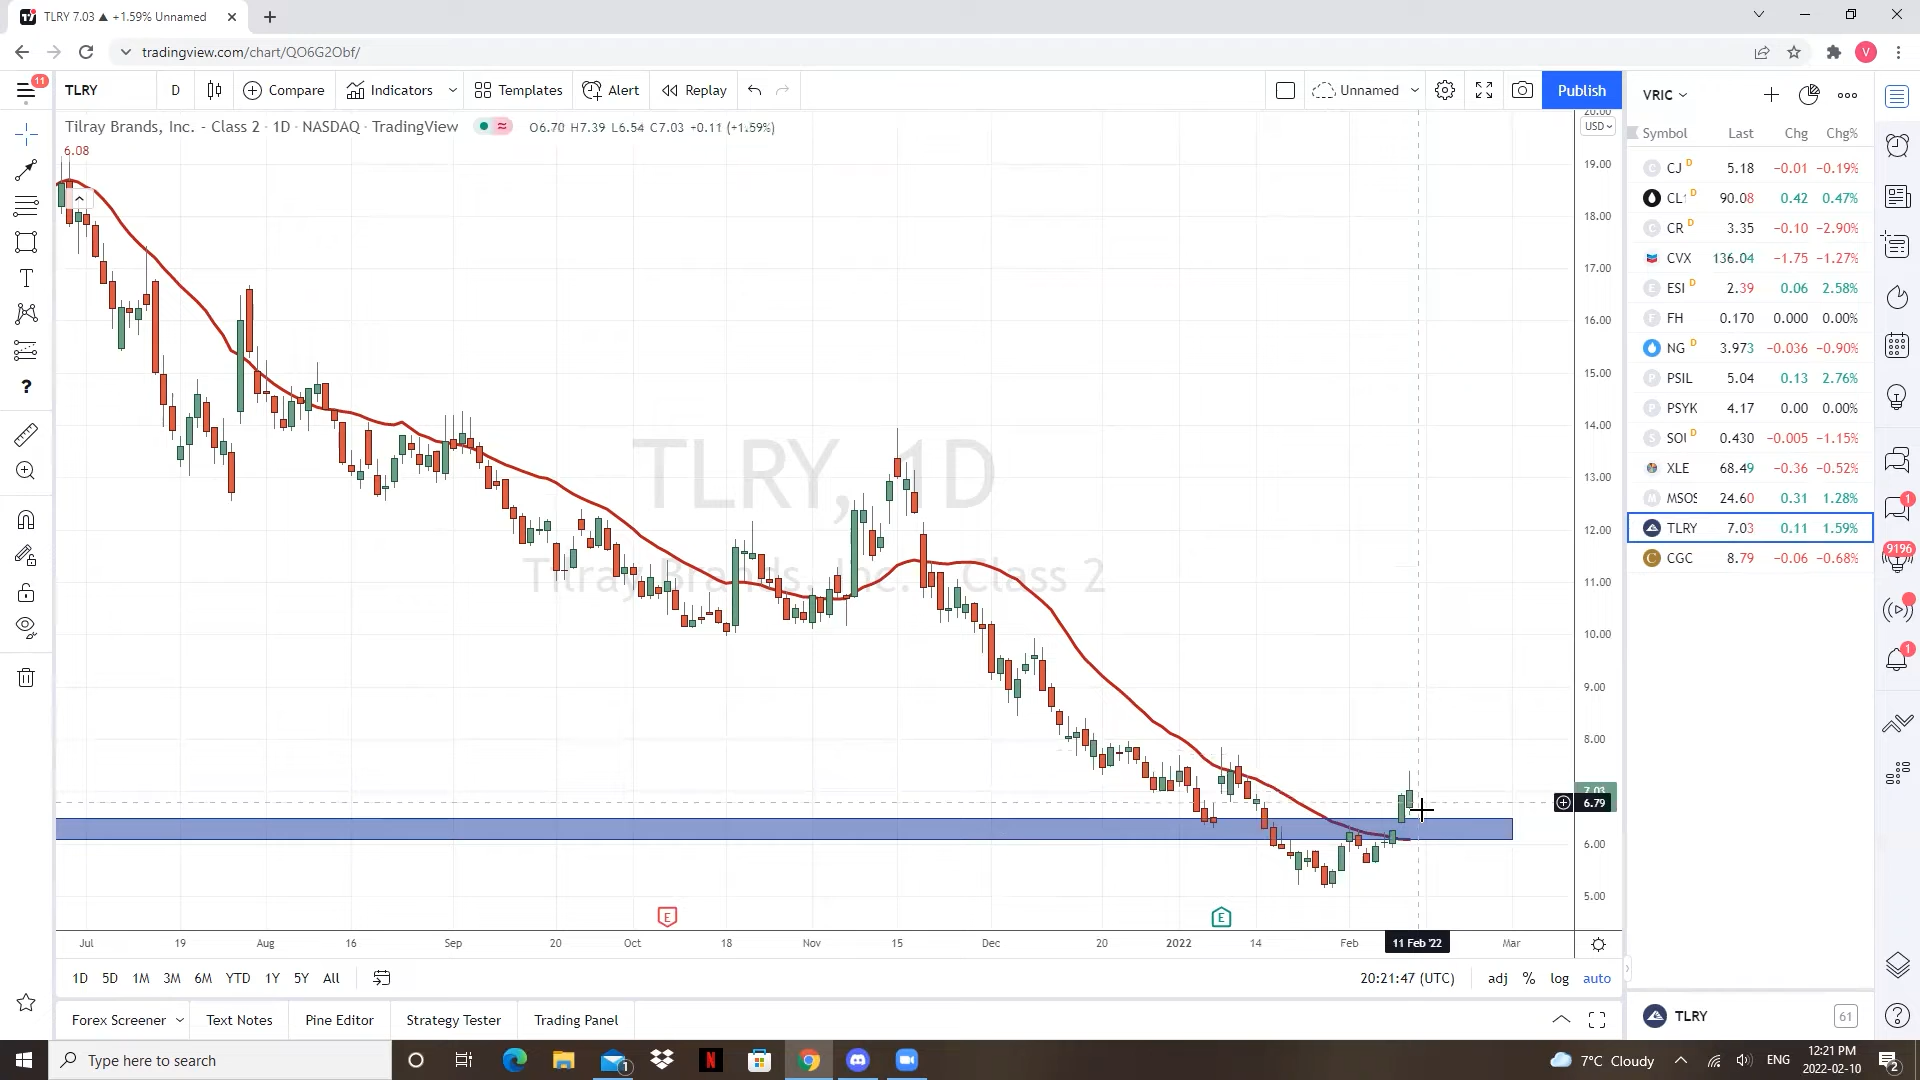 TLRY 7.03 ▲ +1.59% Unnamed
tradingview.com/chart/QO6G2Obf/
V
11
TLRY D Compare Indicators Templates Alert Replay Unnamed Publish
Tilray Brands, Inc. - Class 2 · 1D · NASDAQ · TradingView O6.70 H7.39 L6.54 C7.03 +0.11 (+1.59%)
6.08
TLRY, 1D
Tilray Brands, Inc. - Class 2
20.00
USD
19.00
18.00
17.00
16.00
15.00
14.00
13.00
12.00
11.00
10.00
9.00
8.00
7.03
6.79
6.00
5.00
E E
Jul 19 Aug 16 Sep 20 Oct 18 Nov 15 Dec 20 2022 14 Feb 11 Feb '22 Mar
1D 5D 1M 3M 6M YTD 1Y 5Y All 20:21:47 (UTC) adj % log auto
Forex Screener Text Notes Pine Editor Strategy Tester Trading Panel
VRIC
Symbol Last Chg Chg%
CJ D 5.18 −0.01 −0.19%
CL1 D 90.08 0.42 0.47%
CR D 3.35 −0.10 −2.90%
CVX 136.04 −1.75 −1.27%
ESI D 2.39 0.06 2.58%
FH 0.170 0.000 0.00%
NG D 3.973 −0.036 −0.90%
PSIL 5.04 0.13 2.76%
PSYK 4.17 0.00 0.00%
SOI D 0.430 −0.005 −1.15%
XLE 68.49 −0.36 −0.52%
MSOS 24.60 0.31 1.28%
TLRY 7.03 0.11 1.59%
CGC 8.79 −0.06 −0.68%
1
9196
1
TLRY 61
Type here to search
1
7°C Cloudy ENG 12:21 PM
2022-02-10
2